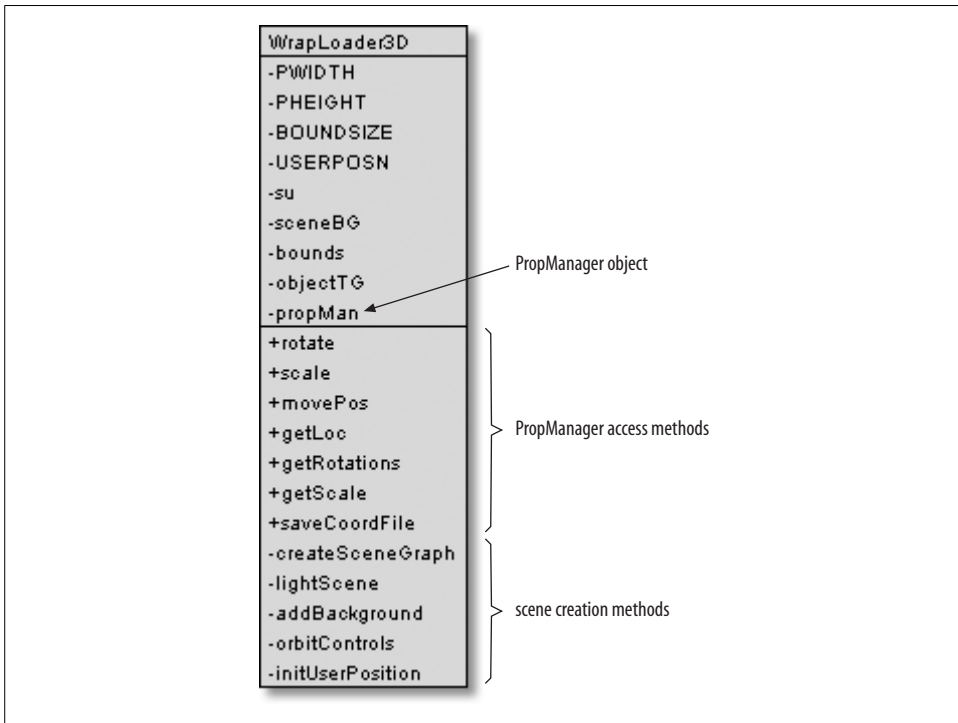 WrapLoader3D
-PWIDTH
-PHEIGHT
-BOUNDSIZE
-USERPOSN
-su
-sceneBG
-bounds
-objectTG
-propMan
PropManager object
+rotate
+scale
+movePos
+getLoc
+getRotations
+getScale
+saveCoordFile
PropManager access methods
-createSceneGraph
-lightScene
-addBackground
-orbitControls
-initUserPosition
scene creation methods